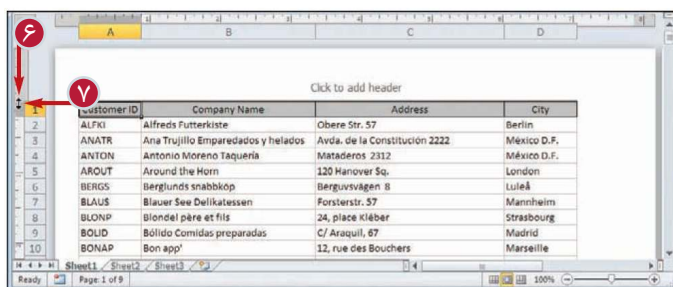 ۶
A B C D
Click to add header
۷
1 Customer ID Company Name Address City
2 ALFKI Alfreds Futterkiste Obere Str. 57 Berlin
3 ANATR Ana Trujillo Emparedados y helados Avda. de la Constitución 2222 México D.F.
4 ANTON Antonio Moreno Taquería Mataderos 2312 México D.F.
5 AROUT Around the Horn 120 Hanover Sq. London
6 BERGS Berglunds snabbköp Berguvsvägen 8 Luleå
7 BLAUS Blauer See Delikatessen Forsterstr. 57 Mannheim
8 BLONP Blondel père et fils 24, place Kléber Strasbourg
9 BOLID Bólido Comidas preparadas C/ Araquil, 67 Madrid
10 BONAP Bon app' 12, rue des Bouchers Marseille
Sheet1 Sheet2 Sheet3
Ready Page: 1 of 9 100%